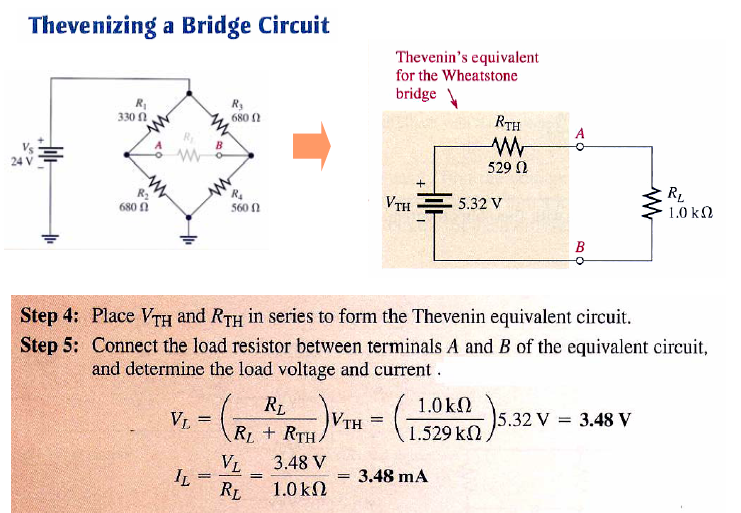 Thevenizing a Bridge Circuit
Thevenin's equivalent
for the Wheatstone
bridge
R1
330 Ω
R3
680 Ω
VS
24 V
+
−
A
RL
B
R2
680 Ω
R4
560 Ω
RTH
529 Ω
A
VTH
+
−
5.32 V
RL
1.0 kΩ
B
Step 4: Place VTH and RTH in series to form the Thevenin equivalent circuit.
Step 5: Connect the load resistor between terminals A and B of the equivalent circuit,
and determine the load voltage and current .
VL = (RL / RL + RTH)VTH = (1.0 kΩ / 1.529 kΩ)5.32 V = 3.48 V
IL = VL / RL = 3.48 V / 1.0 kΩ = 3.48 mA